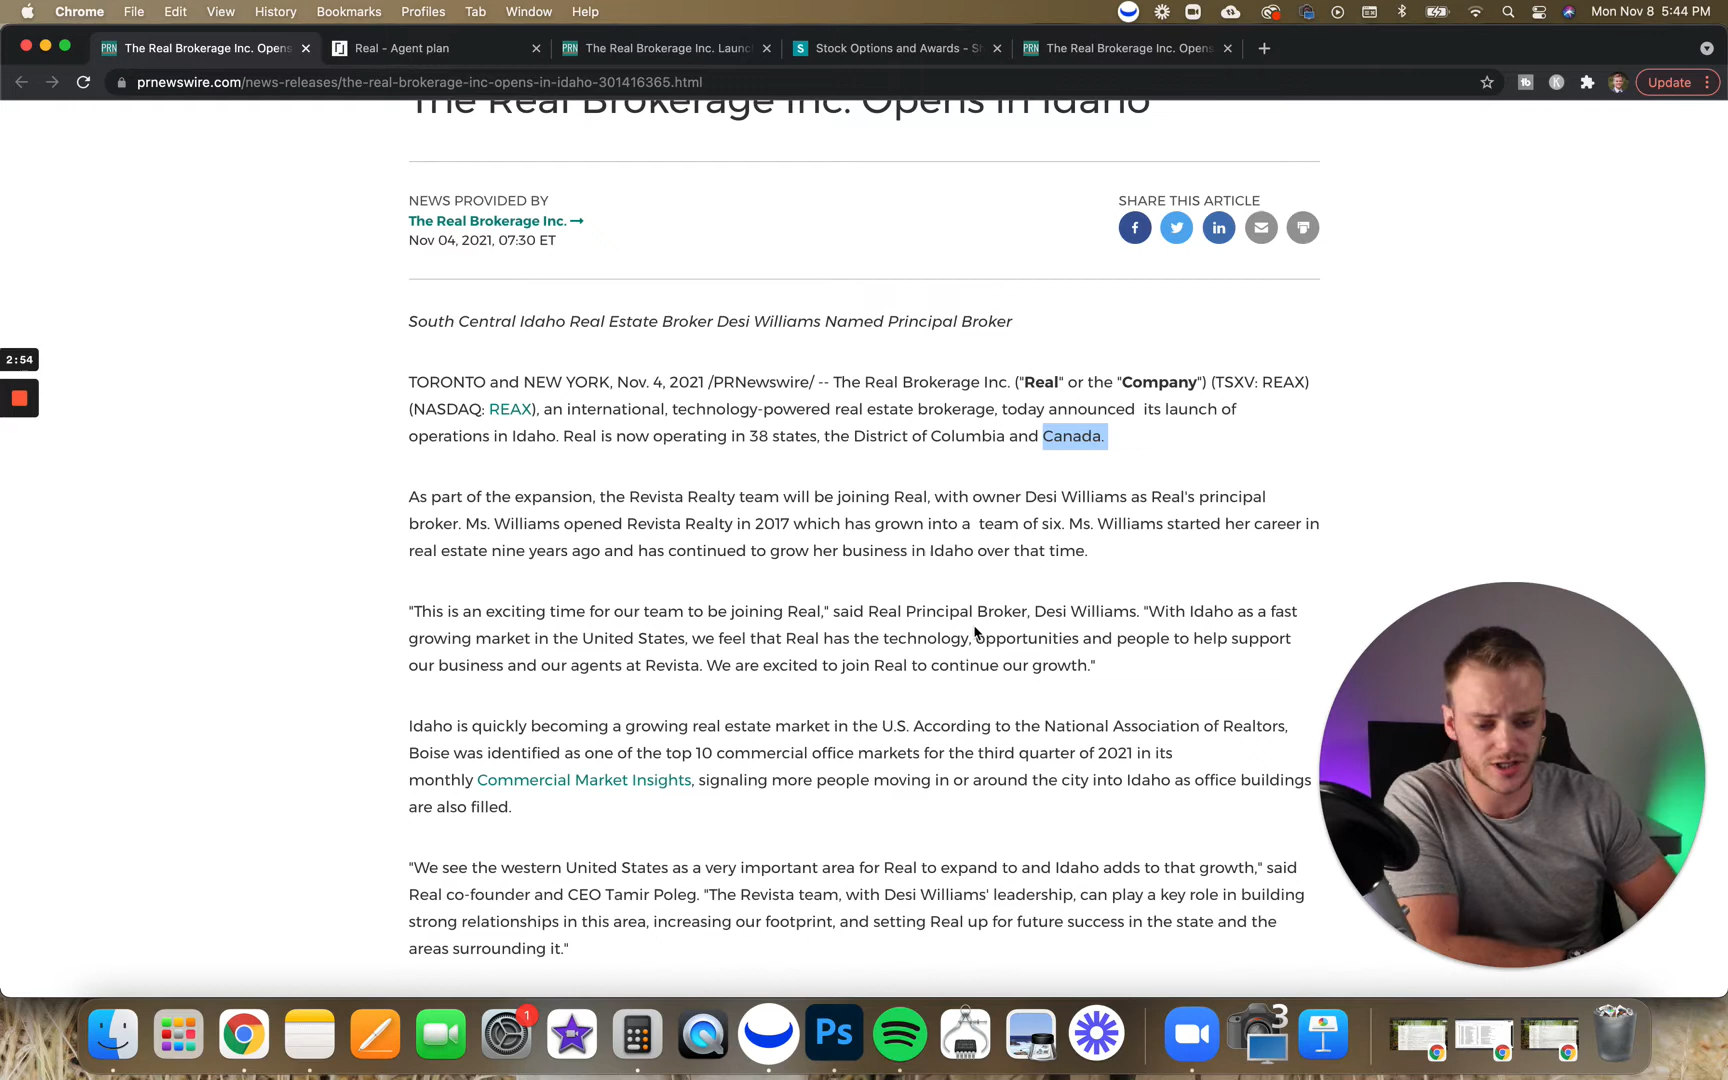 Chrome File Edit View History Bookmarks Profiles Tab Window Help Mon Nov 8 5:44 PM
PRN The Real Brokerage Inc. Opens Real - Agent plan PRN The Real Brokerage Inc. Launc S Stock Options and Awards - PRN The Real Brokerage Inc. Opens
prnewswire.com/news-releases/the-real-brokerage-inc-opens-in-idaho-301416365.html Update
The Real Brokerage Inc. Opens in Idaho
NEWS PROVIDED BY
The Real Brokerage Inc.
Nov 04, 2021, 07:30 ET
SHARE THIS ARTICLE
South Central Idaho Real Estate Broker Desi Williams Named Principal Broker
2:54
TORONTO and NEW YORK, Nov. 4, 2021 /PRNewswire/ -- The Real Brokerage Inc. ("Real" or the "Company") (TSXV: REAX)
(NASDAQ: REAX), an international, technology-powered real estate brokerage, today announced its launch of
operations in Idaho. Real is now operating in 38 states, the District of Columbia and Canada.
As part of the expansion, the Revista Realty team will be joining Real, with owner Desi Williams as Real's principal
broker. Ms. Williams opened Revista Realty in 2017 which has grown into a team of six. Ms. Williams started her career in
real estate nine years ago and has continued to grow her business in Idaho over that time.
"This is an exciting time for our team to be joining Real," said Real Principal Broker, Desi Williams. "With Idaho as a fast
growing market in the United States, we feel that Real has the technology, opportunities and people to help support
our business and our agents at Revista. We are excited to join Real to continue our growth."
Idaho is quickly becoming a growing real estate market in the U.S. According to the National Association of Realtors,
Boise was identified as one of the top 10 commercial office markets for the third quarter of 2021 in its
monthly Commercial Market Insights, signaling more people moving in or around the city into Idaho as office buildings
are also filled.
"We see the western United States as a very important area for Real to expand to and Idaho adds to that growth," said
Real co-founder and CEO Tamir Poleg. "The Revista team, with Desi Williams' leadership, can play a key role in building
strong relationships in this area, increasing our footprint, and setting Real up for future success in the state and the
areas surrounding it."
1 Ps 3